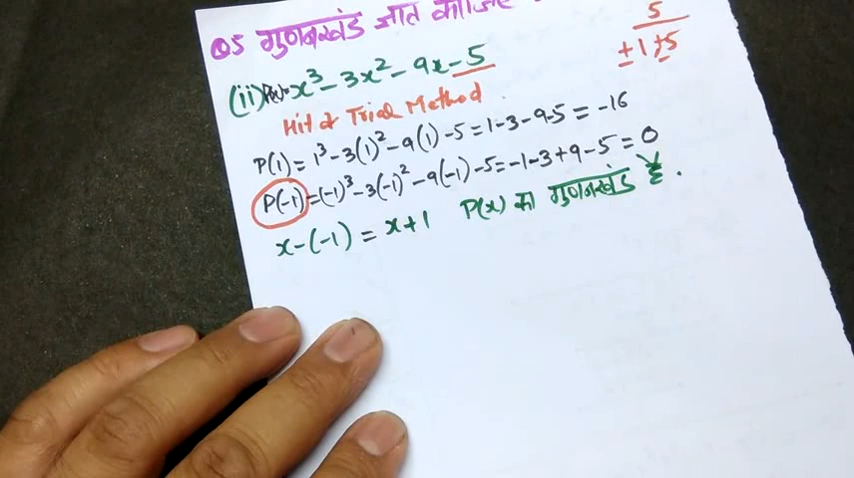 Q5 गुणनखंड ज्ञात कीजिए
5
±1, ±5
(ii) P(x)=x³-3x²-9x-5
Hit & Trial Method
P(1)=1³-3(1)²-9(1)-5=1-3-9-5=-16
P(-1)=(-1)³-3(-1)²-9(-1)-5=-1-3+9-5=0
x-(-1)=x+1 P(x) का गुणनखंड है.